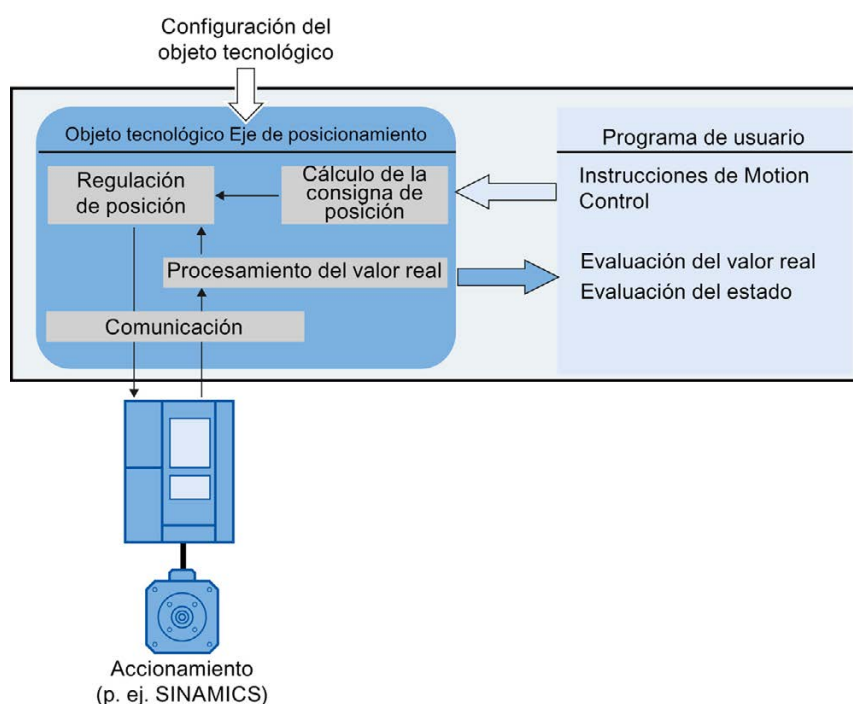 Configuración del
objeto tecnológico
Objeto tecnológico Eje de posicionamiento
Regulación
de posición
Cálculo de la
consigna de
posición
Procesamiento del valor real
Comunicación
Programa de usuario
Instrucciones de Motion
Control
Evaluación del valor real
Evaluación del estado
Accionamiento
(p. ej. SINAMICS)